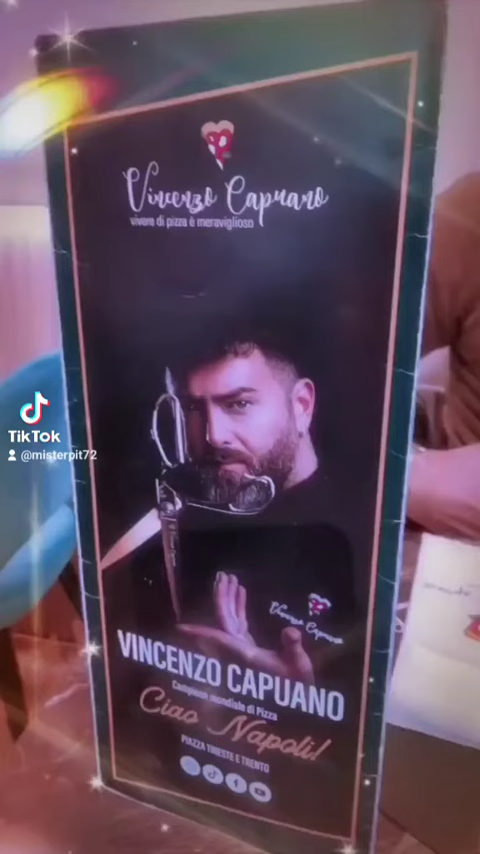 Vincenzo Capuano
vivere di pizza è meraviglioso
TikTok
@misterpit72
Vincenzo Capuano
VINCENZO CAPUANO
Campione mondiale di Pizza
Ciao Napoli!
PIAZZA TRIESTE E TRENTO